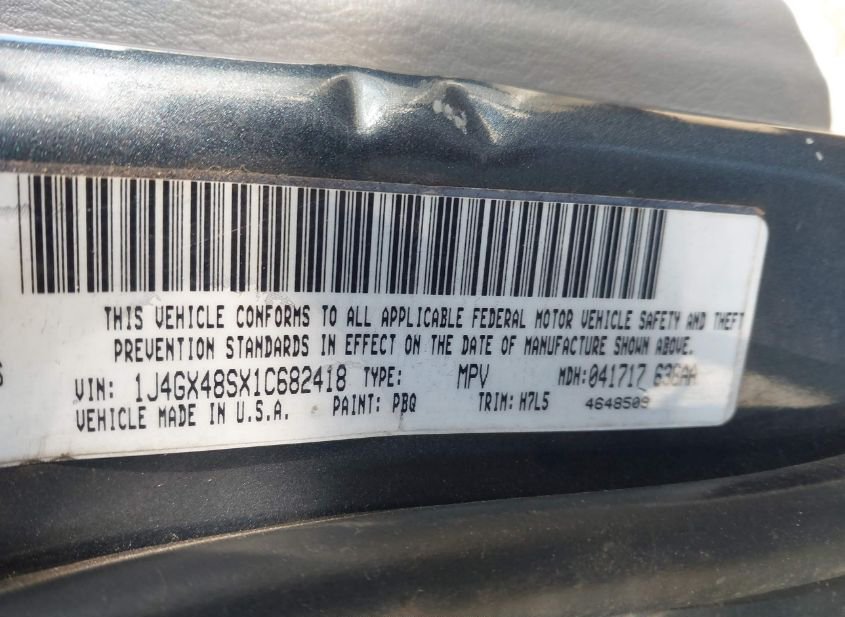 THIS VEHICLE CONFORMS TO ALL APPLICABLE FEDERAL MOTOR VEHICLE SAFETY AND THEFT
PREVENTION STANDARDS IN EFFECT ON THE DATE OF MANUFACTURE SHOWN ABOVE.
VIN: 1J4GX48SX1C682418 TYPE: MPV MDH:041717 636AA
VEHICLE MADE IN U.S.A. PAINT: PBQ TRIM: H7L5 4648509